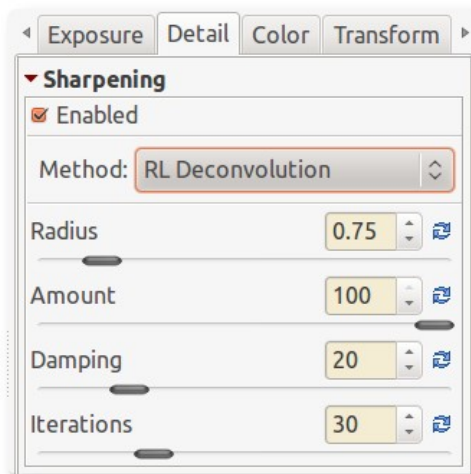 Exposure Detail Color Transform
Sharpening
Enabled
Method: RL Deconvolution
Radius 0.75
Amount 100
Damping 20
Iterations 30